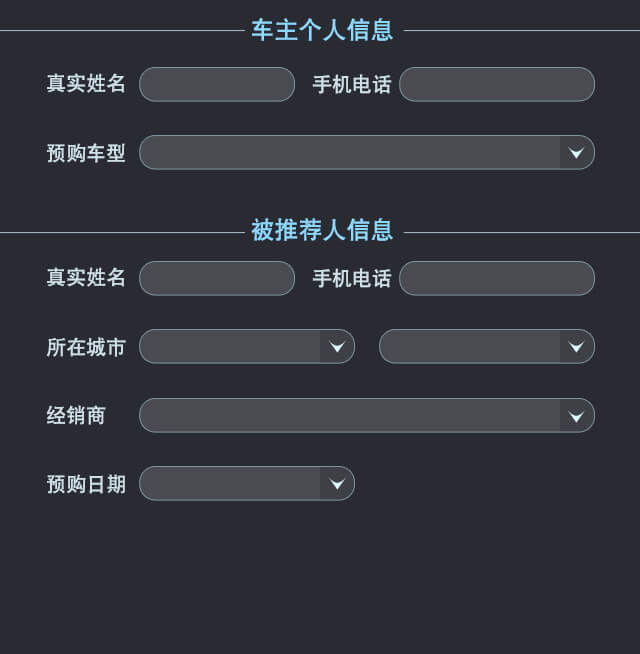 车主个人信息
真实姓名 手机电话
预购车型
被推荐人信息
真实姓名 手机电话
所在城市
经销商
预购日期